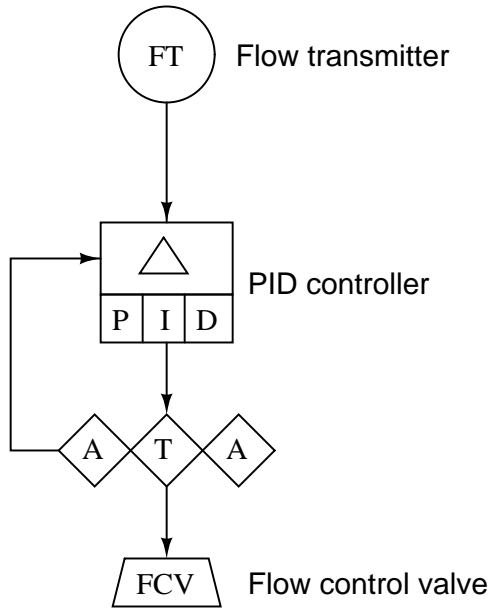 FT Flow transmitter
PID controller
P I D
A T A
FCV Flow control valve